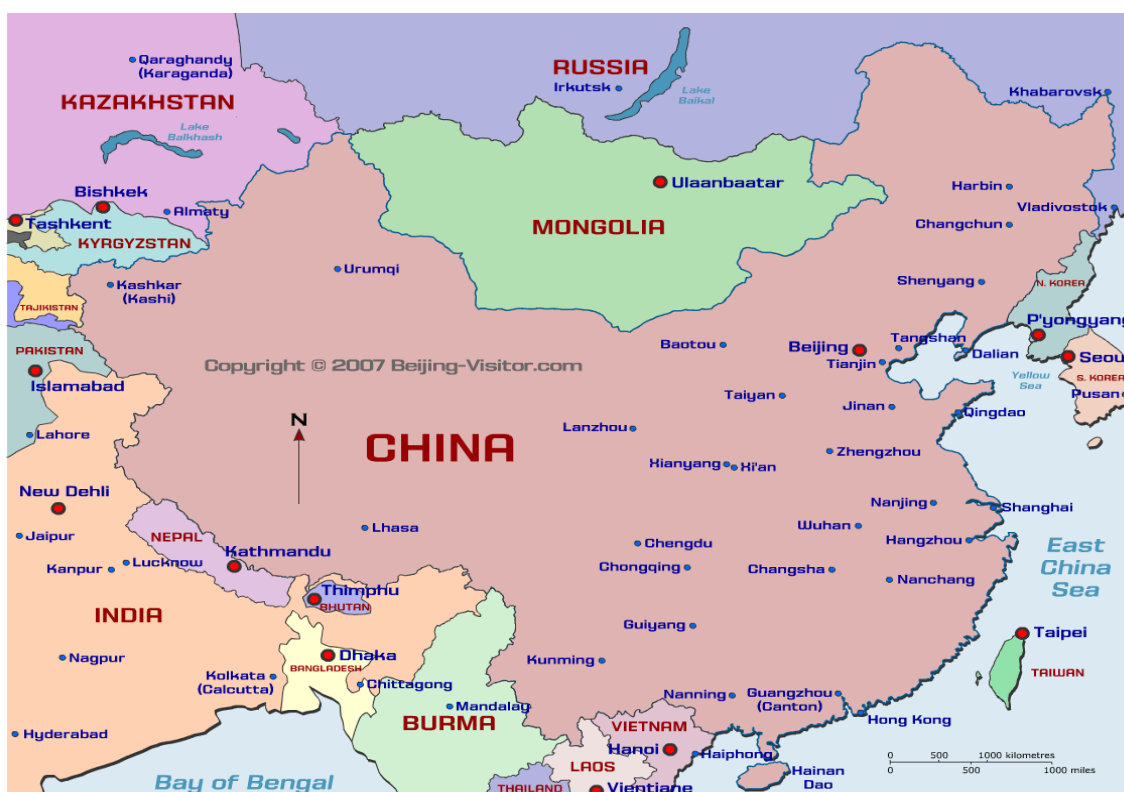 Qaraghandy
(Karaganda)
KAZAKHSTAN
Lake
Balkhash
RUSSIA
Irkutsk
Lake
Baikal
Khabarovsk
Bishkek
Almaty
Tashkent
KYRGYZSTAN
Ulaanbaatar
MONGOLIA
Harbin
Vladivostok
Changchun
Kashkar
(Kashi)
Urumqi
Shenyang
N. KOREA
TAJIKISTAN
P'yongyang
PAKISTAN
Islamabad
Copyright © 2007 Beijing-Visitor.com
Baotou
Beijing
Tangshan
Tianjin
Dalian
Yellow
Sea
Seou
S. KOREA
Pusan
Taiyan
Jinan
Qingdao
Lahore
N
CHINA
Lanzhou
Zhengzhou
Xianyang
Xi'an
New Dehli
Nanjing
Shanghai
Jaipur
NEPAL
Lhasa
Wuhan
Hangzhou
Kathmandu
Chengdu
East
China
Sea
Kanpur
Lucknow
Chongqing
Changsha
Nanchang
Thimphu
BHUTAN
INDIA
Guiyang
Taipei
Nagpur
Dhaka
BANGLADESH
Kunming
TAIWAN
Kolkata
(Calcutta)
Chittagong
Mandalay
BURMA
Nanning
Guangzhou
(Canton)
Hong Kong
VIETNAM
Hyderabad
Hanoi
Haiphong
LAOS
Hainan
Dao
0 500 1000 kilometres
0 500 1000 miles
Bay of Bengal
THAILAND
Vientiane